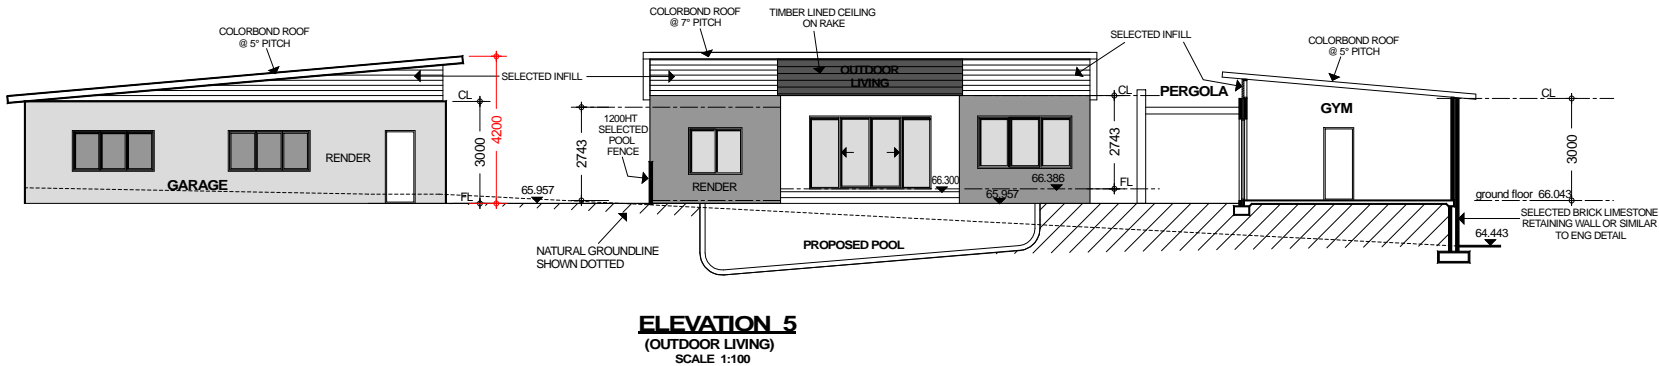 COLORBOND ROOF
@ 5° PITCH
CL
RENDER
GARAGE
FL
3000
4200
SELECTED INFILL
65.957
2743
1200HT
SELECTED
POOL
FENCE
NATURAL GROUNDLINE
SHOWN DOTTED
COLORBOND ROOF
@ 7° PITCH
TIMBER LINED CEILING
ON RAKE
OUTDOOR
LIVING
RENDER
66.300
65.957
66.386
PROPOSED POOL
SELECTED INFILL
CL
2743
FL
PERGOLA
COLORBOND ROOF
@ 5° PITCH
GYM
CL
3000
ground floor 66.043
SELECTED BRICK LIMESTONE
RETAINING WALL OR SIMILAR
TO ENG DETAIL
64.443
ELEVATION 5
(OUTDOOR LIVING)
SCALE 1:100